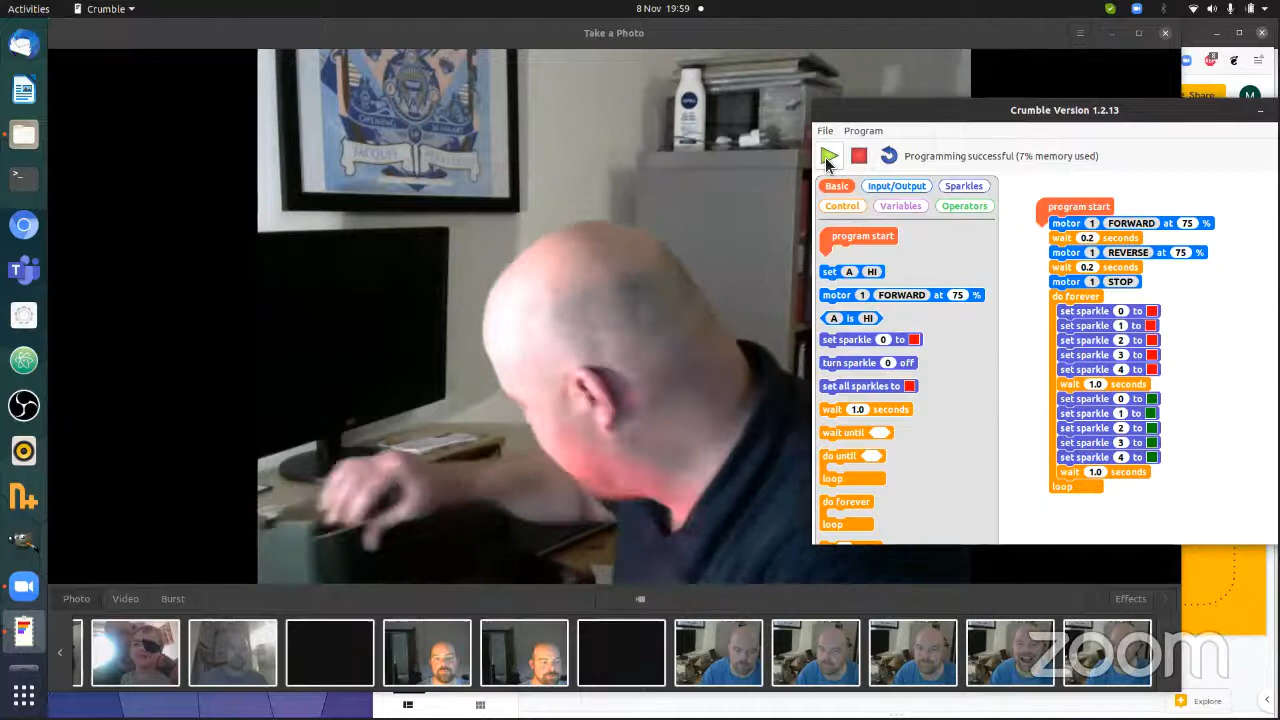 Activities
Crumble
8 Nov 19:59
Take a Photo
8
Share
M
Crumble Version 1.2.13
File Program
Programming successful (7% memory used)
Basic Input/Output Sparkles
Control Variables Operators
program start
set A HI
motor 1 FORWARD at 75 %
A is HI
set sparkle 0 to
turn sparkle 0 off
set all sparkles to
wait 1.0 seconds
wait until
do until
loop
do forever
loop
program start
motor 1 FORWARD at 75 %
wait 0.2 seconds
motor 1 REVERSE at 75 %
wait 0.2 seconds
motor 1 STOP
do forever
set sparkle 0 to
set sparkle 1 to
set sparkle 2 to
set sparkle 3 to
set sparkle 4 to
wait 1.0 seconds
set sparkle 0 to
set sparkle 1 to
set sparkle 2 to
set sparkle 3 to
set sparkle 4 to
wait 1.0 seconds
loop
NIVEA
OPENING
JACQUES
Photo Video Burst
Effects
zoom
Explore